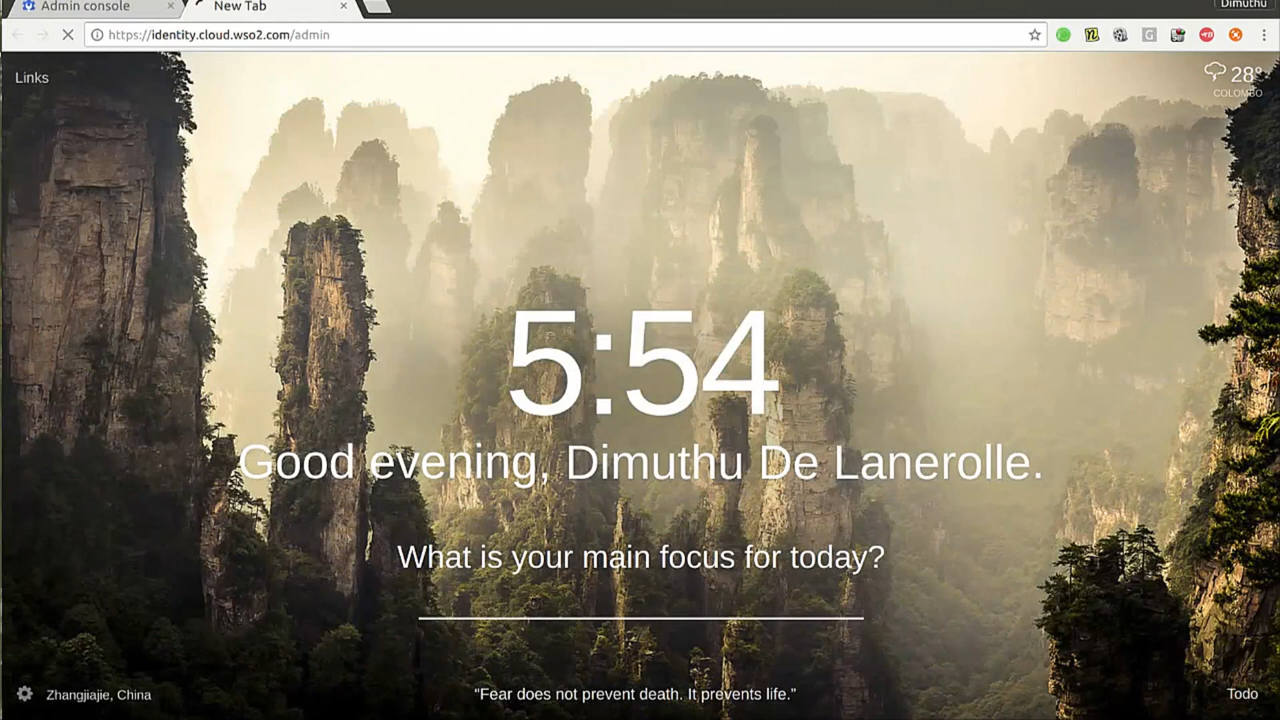 Admin console
New Tab
Dimuthu
https://identity.cloud.wso2.com/admin
Links
28°
COLOMBO
5:54
Good evening, Dimuthu De Lanerolle.
What is your main focus for today?
Zhangjiajie, China
“Fear does not prevent death. It prevents life.”
Todo